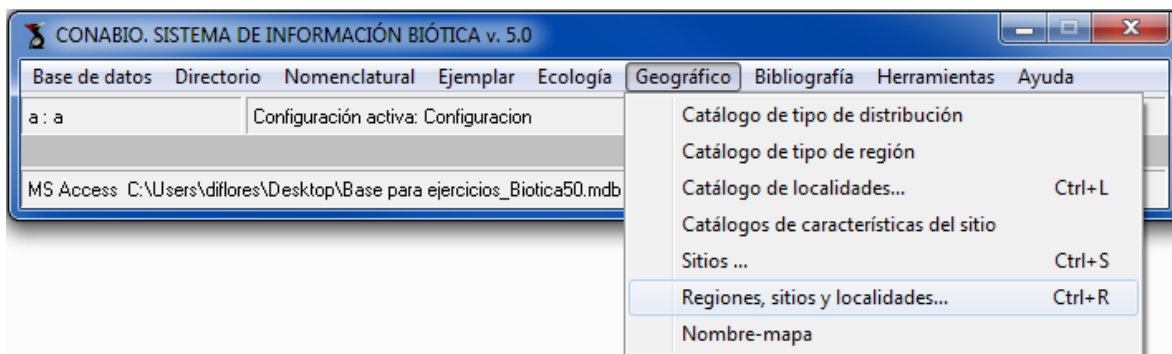 CONABIO. SISTEMA DE INFORMACIÓN BIÓTICA v. 5.0
Base de datos Directorio Nomenclatural Ejemplar Ecología Geográfico Bibliografía Herramientas Ayuda
a : a Configuración activa: Configuracion
MS Access C:\Users\diflores\Desktop\Base para ejercicios_Biotica50.mdb
Catálogo de tipo de distribución
Catálogo de tipo de región
Catálogo de localidades... Ctrl+L
Catálogos de características del sitio
Sitios ... Ctrl+S
Regiones, sitios y localidades... Ctrl+R
Nombre-mapa